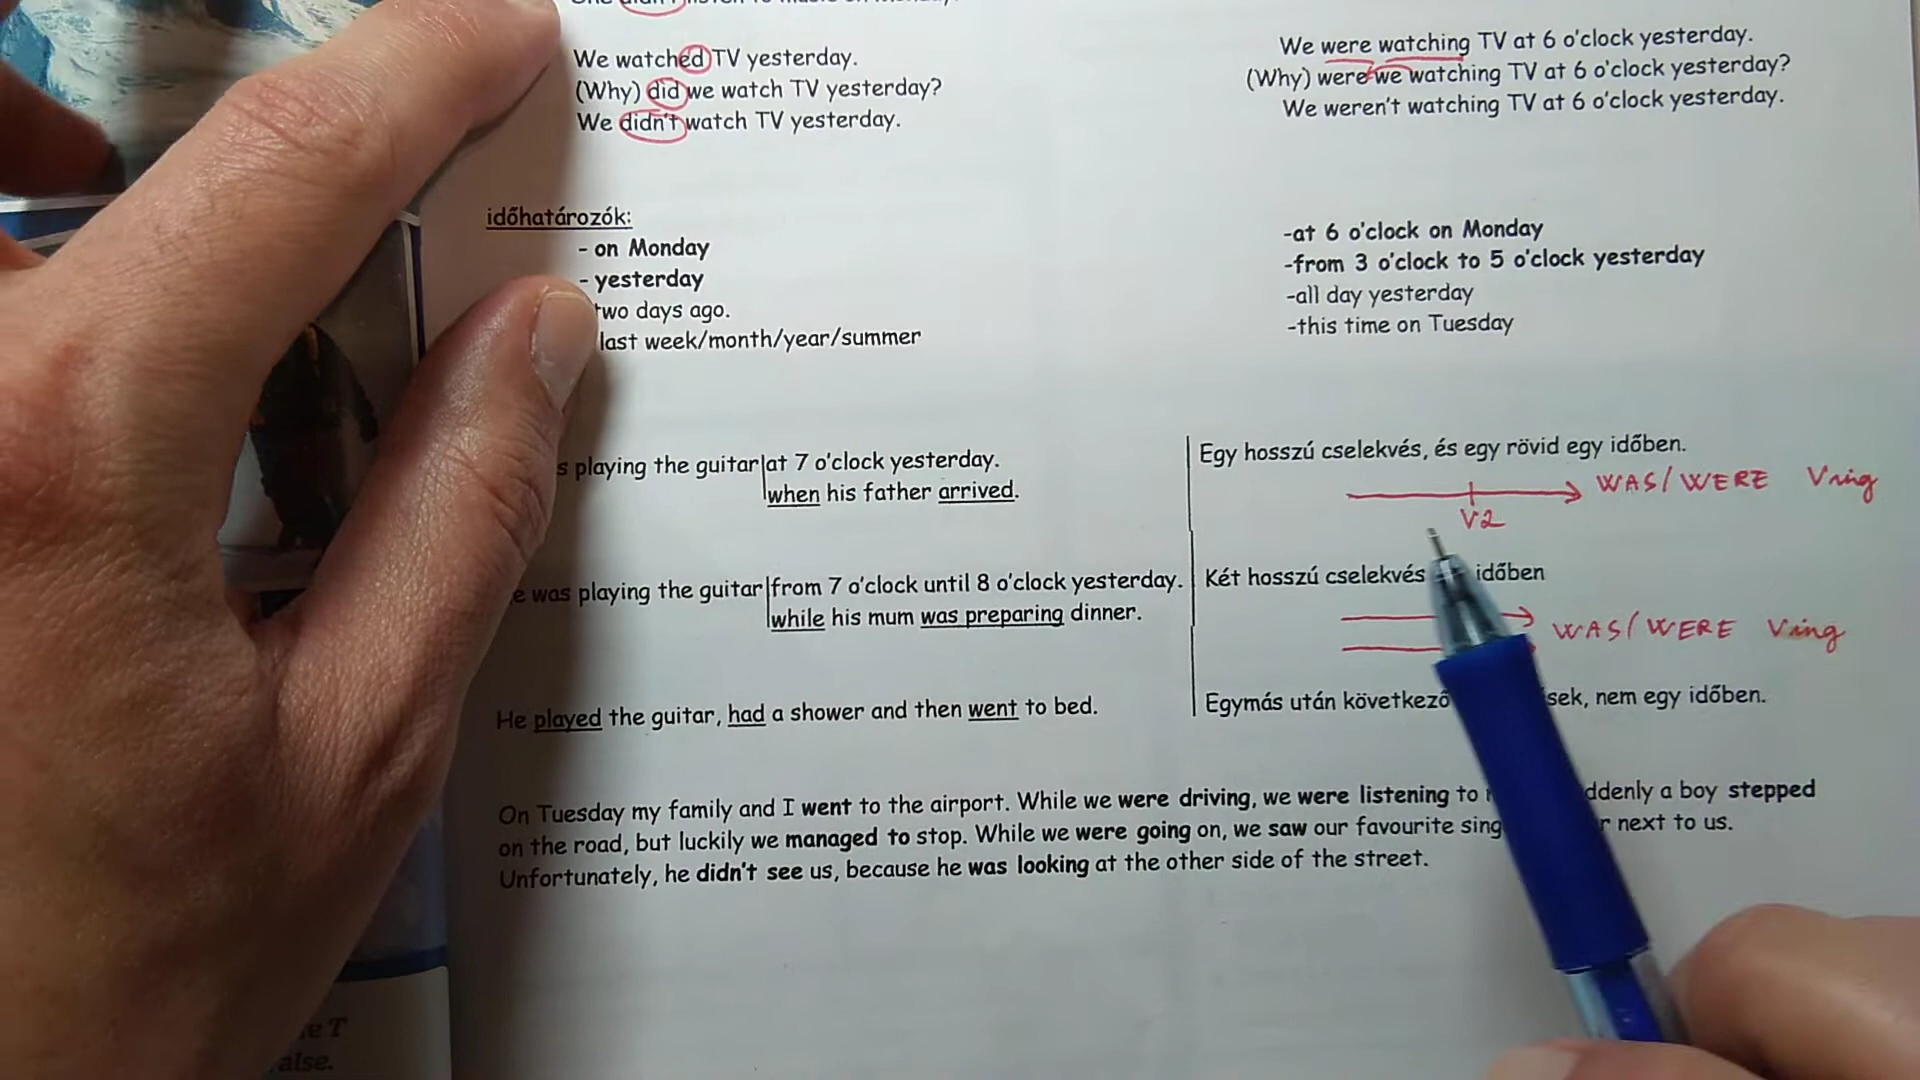 We watched TV yesterday.
(Why) did we watch TV yesterday?
We didn't watch TV yesterday.
We were watching TV at 6 o'clock yesterday.
(Why) were we watching TV at 6 o'clock yesterday?
We weren't watching TV at 6 o'clock yesterday.
időhatározók:
- on Monday
- yesterday
two days ago.
last week/month/year/summer
-at 6 o'clock on Monday
-from 3 o'clock to 5 o'clock yesterday
-all day yesterday
-this time on Tuesday
playing the guitar at 7 o'clock yesterday.
when his father arrived.
Egy hosszú cselekvés, és egy rövid egy időben.
WAS/WERE Ving
V2
was playing the guitar from 7 o'clock until 8 o'clock yesterday.
while his mum was preparing dinner.
Két hosszú cselekvés időben
WAS/WERE Ving
He played the guitar, had a shower and then went to bed.
Egymás után következő sek, nem egy időben.
On Tuesday my family and I went to the airport. While we were driving, we were listening to ddenly a boy stepped
on the road, but luckily we managed to stop. While we were going on, we saw our favourite sing next to us.
Unfortunately, he didn't see us, because he was looking at the other side of the street.